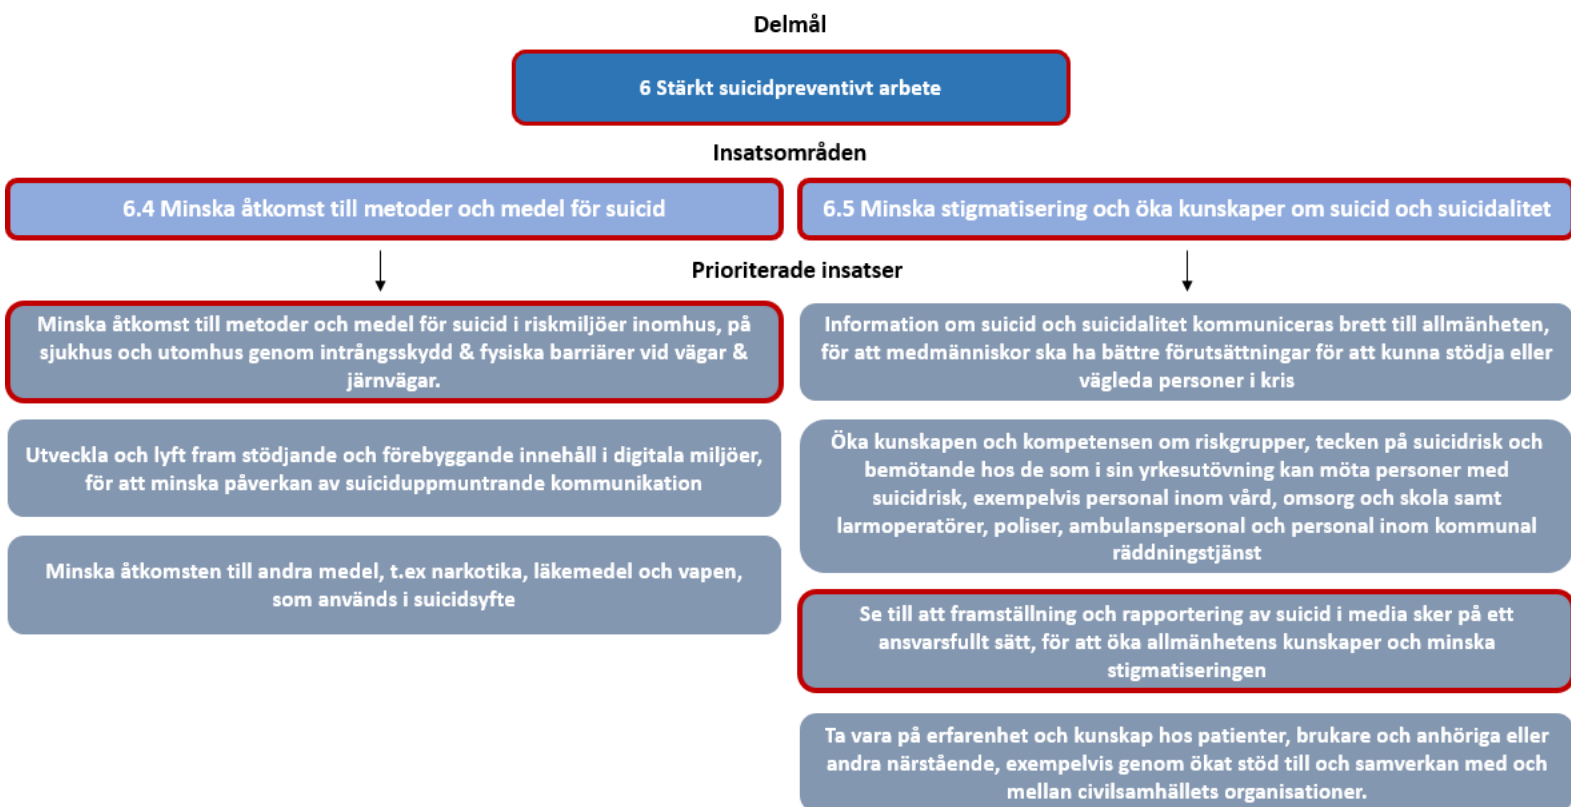 Delmål
6 Stärkt suicidpreventivt arbete
Insatsområden
6.4 Minska åtkomst till metoder och medel för suicid
6.5 Minska stigmatisering och öka kunskaper om suicid och suicidalitet
Prioriterade insatser
Minska åtkomst till metoder och medel för suicid i riskmiljöer inomhus, på
sjukhus och utomhus genom intrångsskydd & fysiska barriärer vid vägar &
järnvägar.
Utveckla och lyft fram stödjande och förebyggande innehåll i digitala miljöer,
för att minska påverkan av suiciduppmuntrande kommunikation
Minska åtkomsten till andra medel, t.ex narkotika, läkemedel och vapen,
som används i suicidsyfte
Information om suicid och suicidalitet kommuniceras brett till allmänheten,
för att medmänniskor ska ha bättre förutsättningar för att kunna stödja eller
vägleda personer i kris
Öka kunskapen och kompetensen om riskgrupper, tecken på suicidrisk och
bemötande hos de som i sin yrkesutövning kan möta personer med
suicidrisk, exempelvis personal inom vård, omsorg och skola samt
larmoperatörer, poliser, ambulanspersonal och personal inom kommunal
räddningstjänst
Se till att framställning och rapportering av suicid i media sker på ett
ansvarsfullt sätt, för att öka allmänhetens kunskaper och minska
stigmatiseringen
Ta vara på erfarenhet och kunskap hos patienter, brukare och anhöriga eller
andra närstående, exempelvis genom ökat stöd till och samverkan med och
mellan civilsamhällets organisationer.